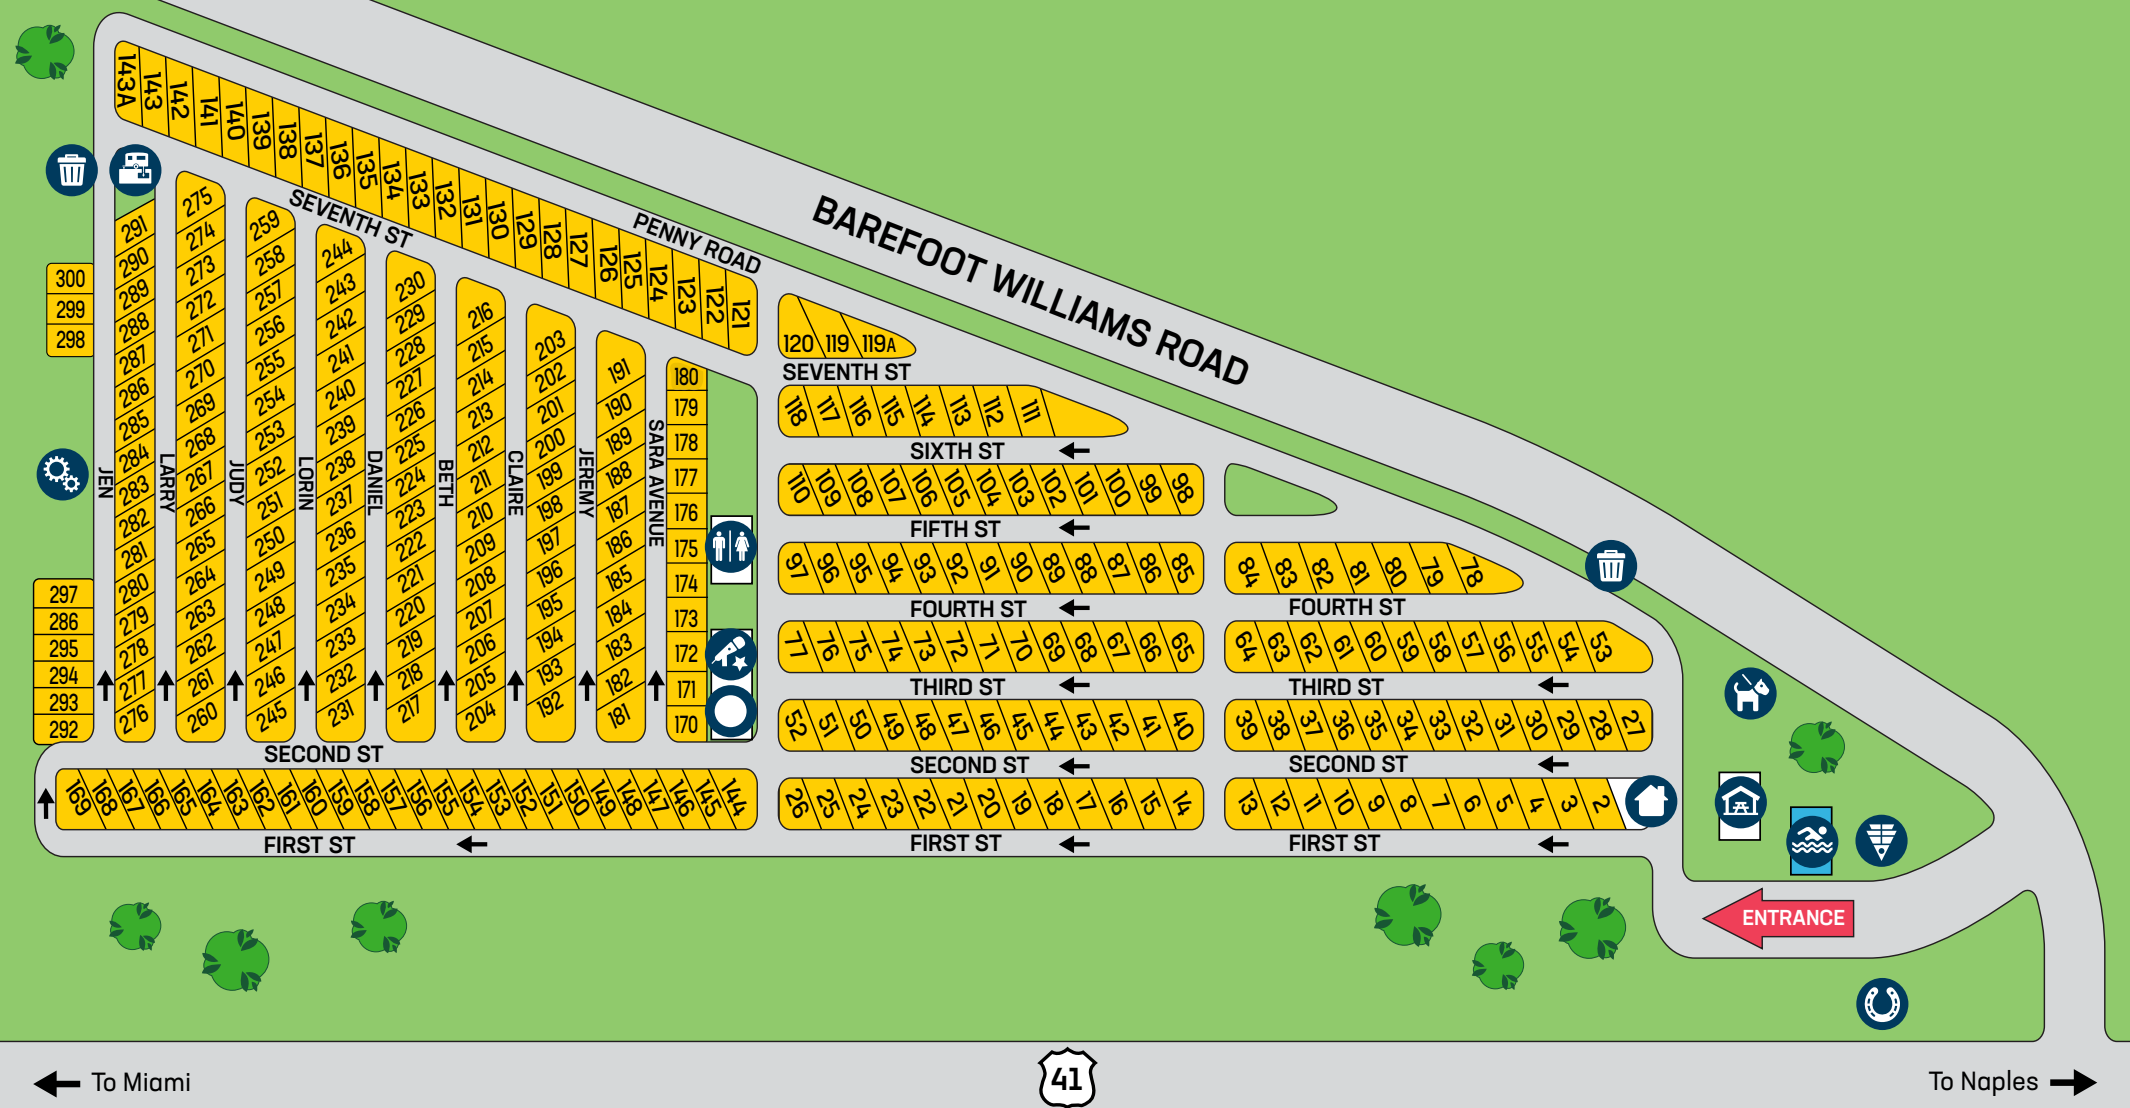 BAREFOOT WILLIAMS ROAD
PENNY ROAD
143A 143 142 141 140 139 138 137 136 135 134 133 132 131 130 129 128 127 126 125 124 123 122 121
SEVENTH ST
120 119 119A
SEVENTH ST
118 117 116 115 114 113 112 111
SIXTH ST
110 109 108 107 106 105 104 103 102 101 100 99 98
FIFTH ST
97 96 95 94 93 92 91 90 89 88 87 86 85
84 83 82 81 80 79 78
FOURTH ST
FOURTH ST
77 76 75 74 73 72 71 70 69 68 67 66 65
64 63 62 61 60 59 58 57 56 55 54 53
THIRD ST
THIRD ST
52 51 50 49 48 47 46 45 44 43 42 41 40
39 38 37 36 35 34 33 32 31 30 29 28 27
SECOND ST
SECOND ST
26 25 24 23 22 21 20 19 18 17 16 15 14
13 12 11 10 9 8 7 6 5 4 3 2
FIRST ST
FIRST ST
300
299
298
297
286
295
294
293
292
JEN
291 290 289 288 287 286 285 284 283 282 281 280 279 278 277 276
LARRY
275 274 273 272 271 270 269 268 267 266 265 264 263 262 261 260
JUDY
259 258 257 256 255 254 253 252 251 250 249 248 247 246 245
LORIN
244 243 242 241 240 239 238 237 236 235 234 233 232 231
DANIEL
230 229 228 227 226 225 224 223 222 221 220 219 218 217
BETH
216 215 214 213 212 211 210 209 208 207 206 205 204
CLAIRE
203 202 201 200 199 198 197 196 195 194 193 192
JEREMY
191 190 189 188 187 186 185 184 183 182 181
SARA AVENUE
180
179
178
177
176
175
174
173
172
171
170
SECOND ST
169 168 167 166 165 164 163 162 161 160 159 158 157 156 155 154 153 152 151 150 149 148 147 146 145 144
FIRST ST
ENTRANCE
To Miami
41
To Naples